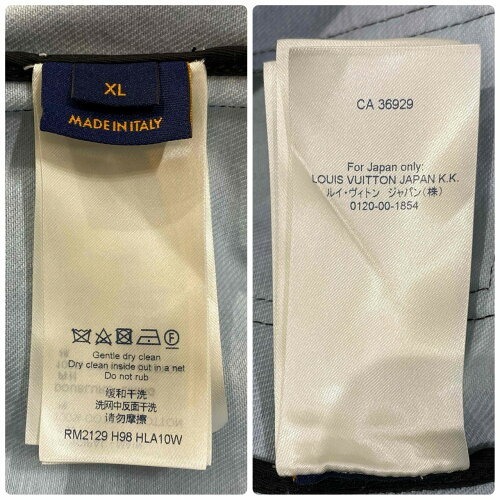 XL
MADE IN ITALY
F
Gentle dry clean
Dry clean inside out in a net
Do not rub
缓和干洗
洗网中反面干洗
请勿摩擦
RM2129 H98 HLA10W
CA 36929
For Japan only:
LOUIS VUITTON JAPAN K.K.
ルイ・ヴィトン ジャパン(株)
0120-00-1854